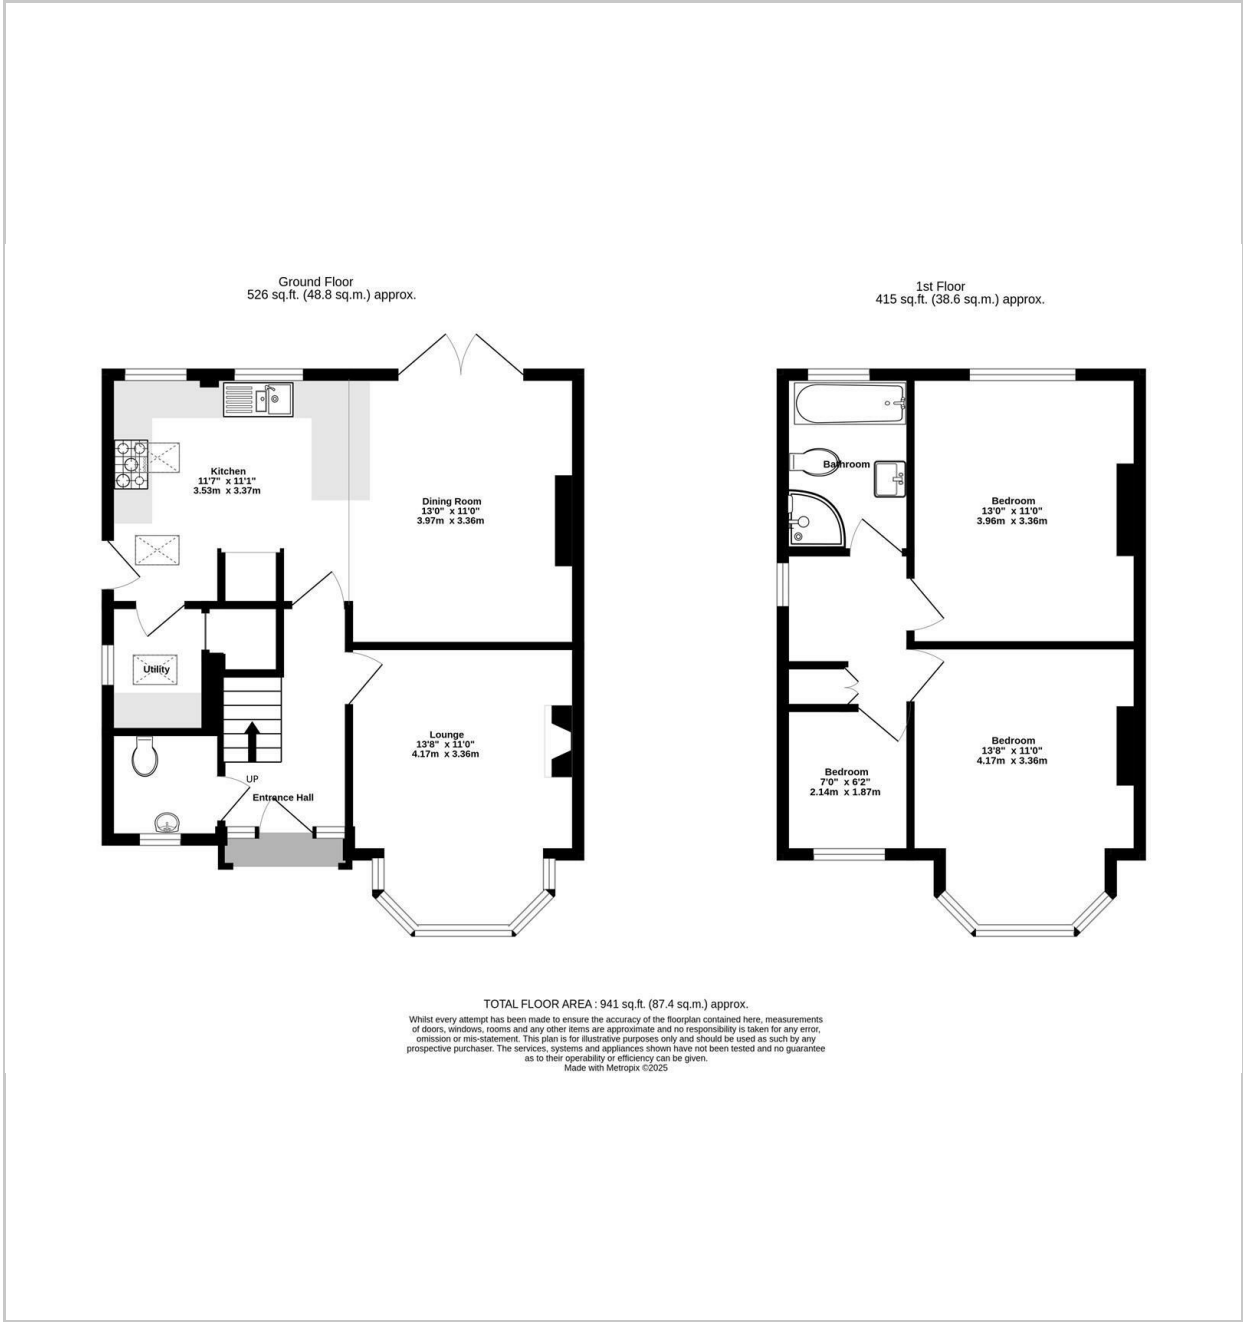 Ground Floor
526 sq.ft. (48.8 sq.m.) approx.
1st Floor
415 sq.ft. (38.6 sq.m.) approx.
Kitchen
11'7" x 11'1"
3.53m x 3.37m
Dining Room
13'0" x 11'0"
3.97m x 3.36m
Utility
Lounge
13'8" x 11'0"
4.17m x 3.36m
UP
Entrance Hall
Bathroom
Bedroom
13'0" x 11'0"
3.96m x 3.36m
Bedroom
13'8" x 11'0"
4.17m x 3.36m
Bedroom
7'0" x 6'2"
2.14m x 1.87m
TOTAL FLOOR AREA : 941 sq.ft. (87.4 sq.m.) approx.
Whilst every attempt has been made to ensure the accuracy of the floorplan contained here, measurements
of doors, windows, rooms and any other items are approximate and no responsibility is taken for any error,
omission or mis-statement. This plan is for illustrative purposes only and should be used as such by any
prospective purchaser. The services, systems and appliances shown have not been tested and no guarantee
as to their operability or efficiency can be given.
Made with Metropix ©2025